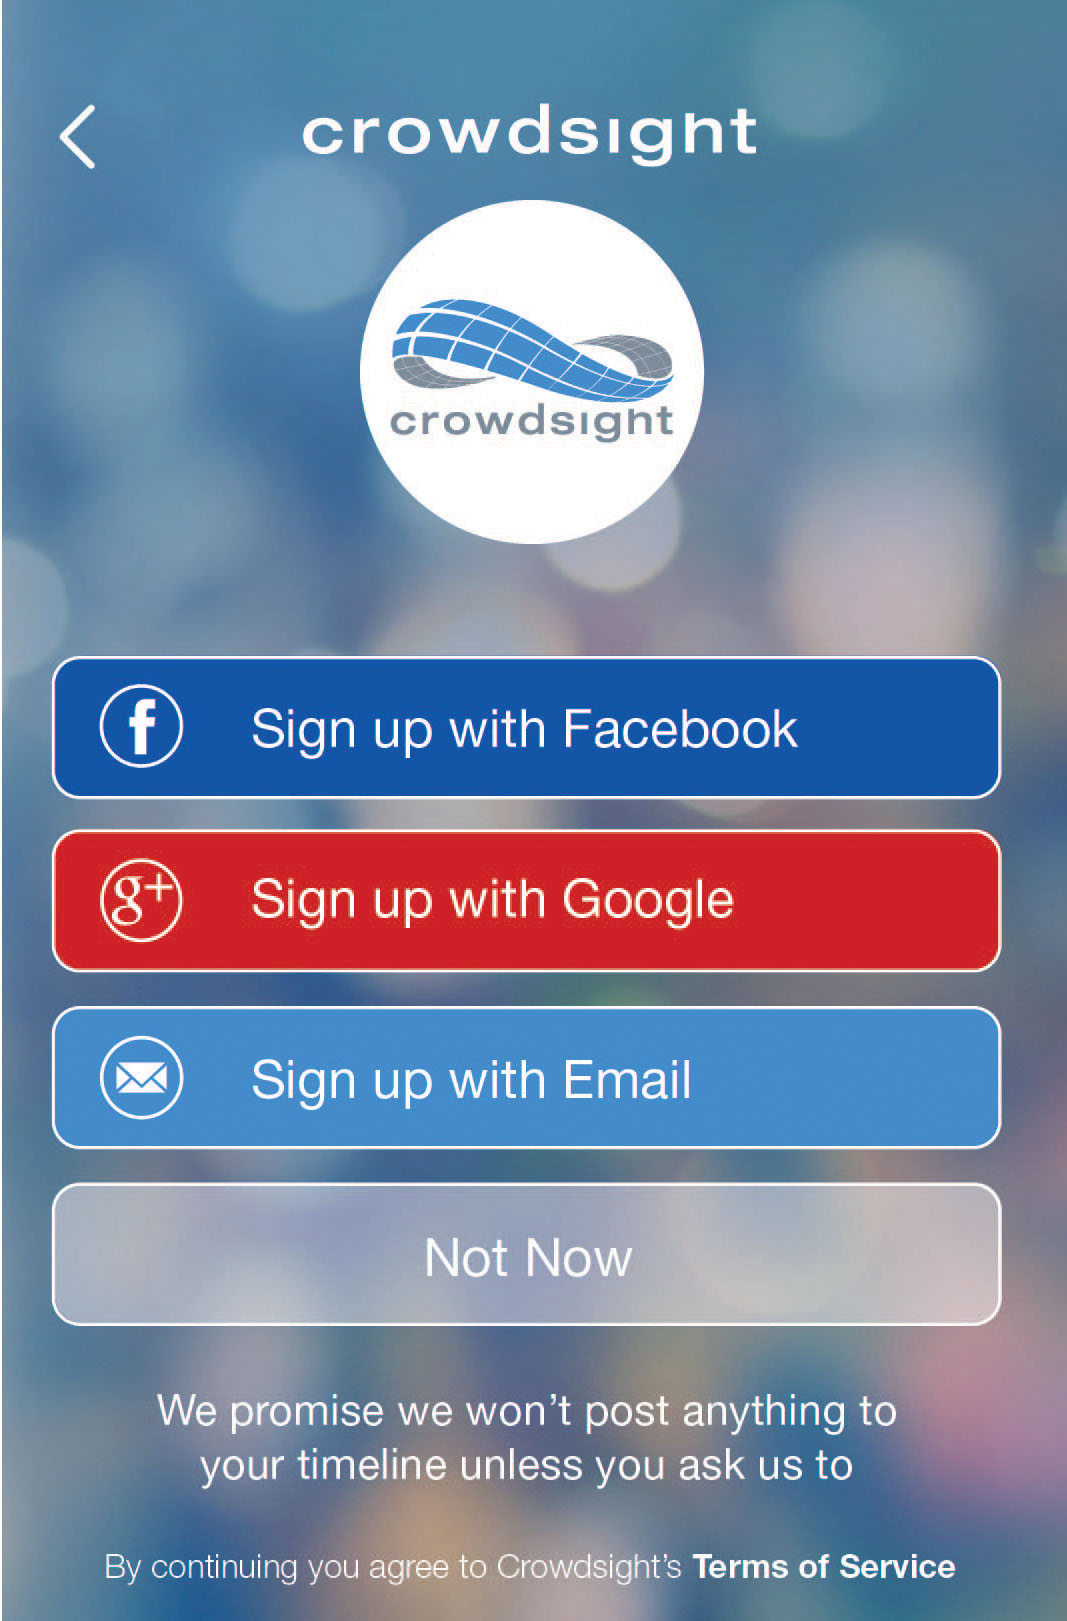 crowdsight
crowdsight
f
Sign up with Facebook
g+
Sign up with Google
Sign up with Email
Not Now
We promise we won't post anything to
your timeline unless you ask us to
By continuing you agree to Crowdsight's Terms of Service